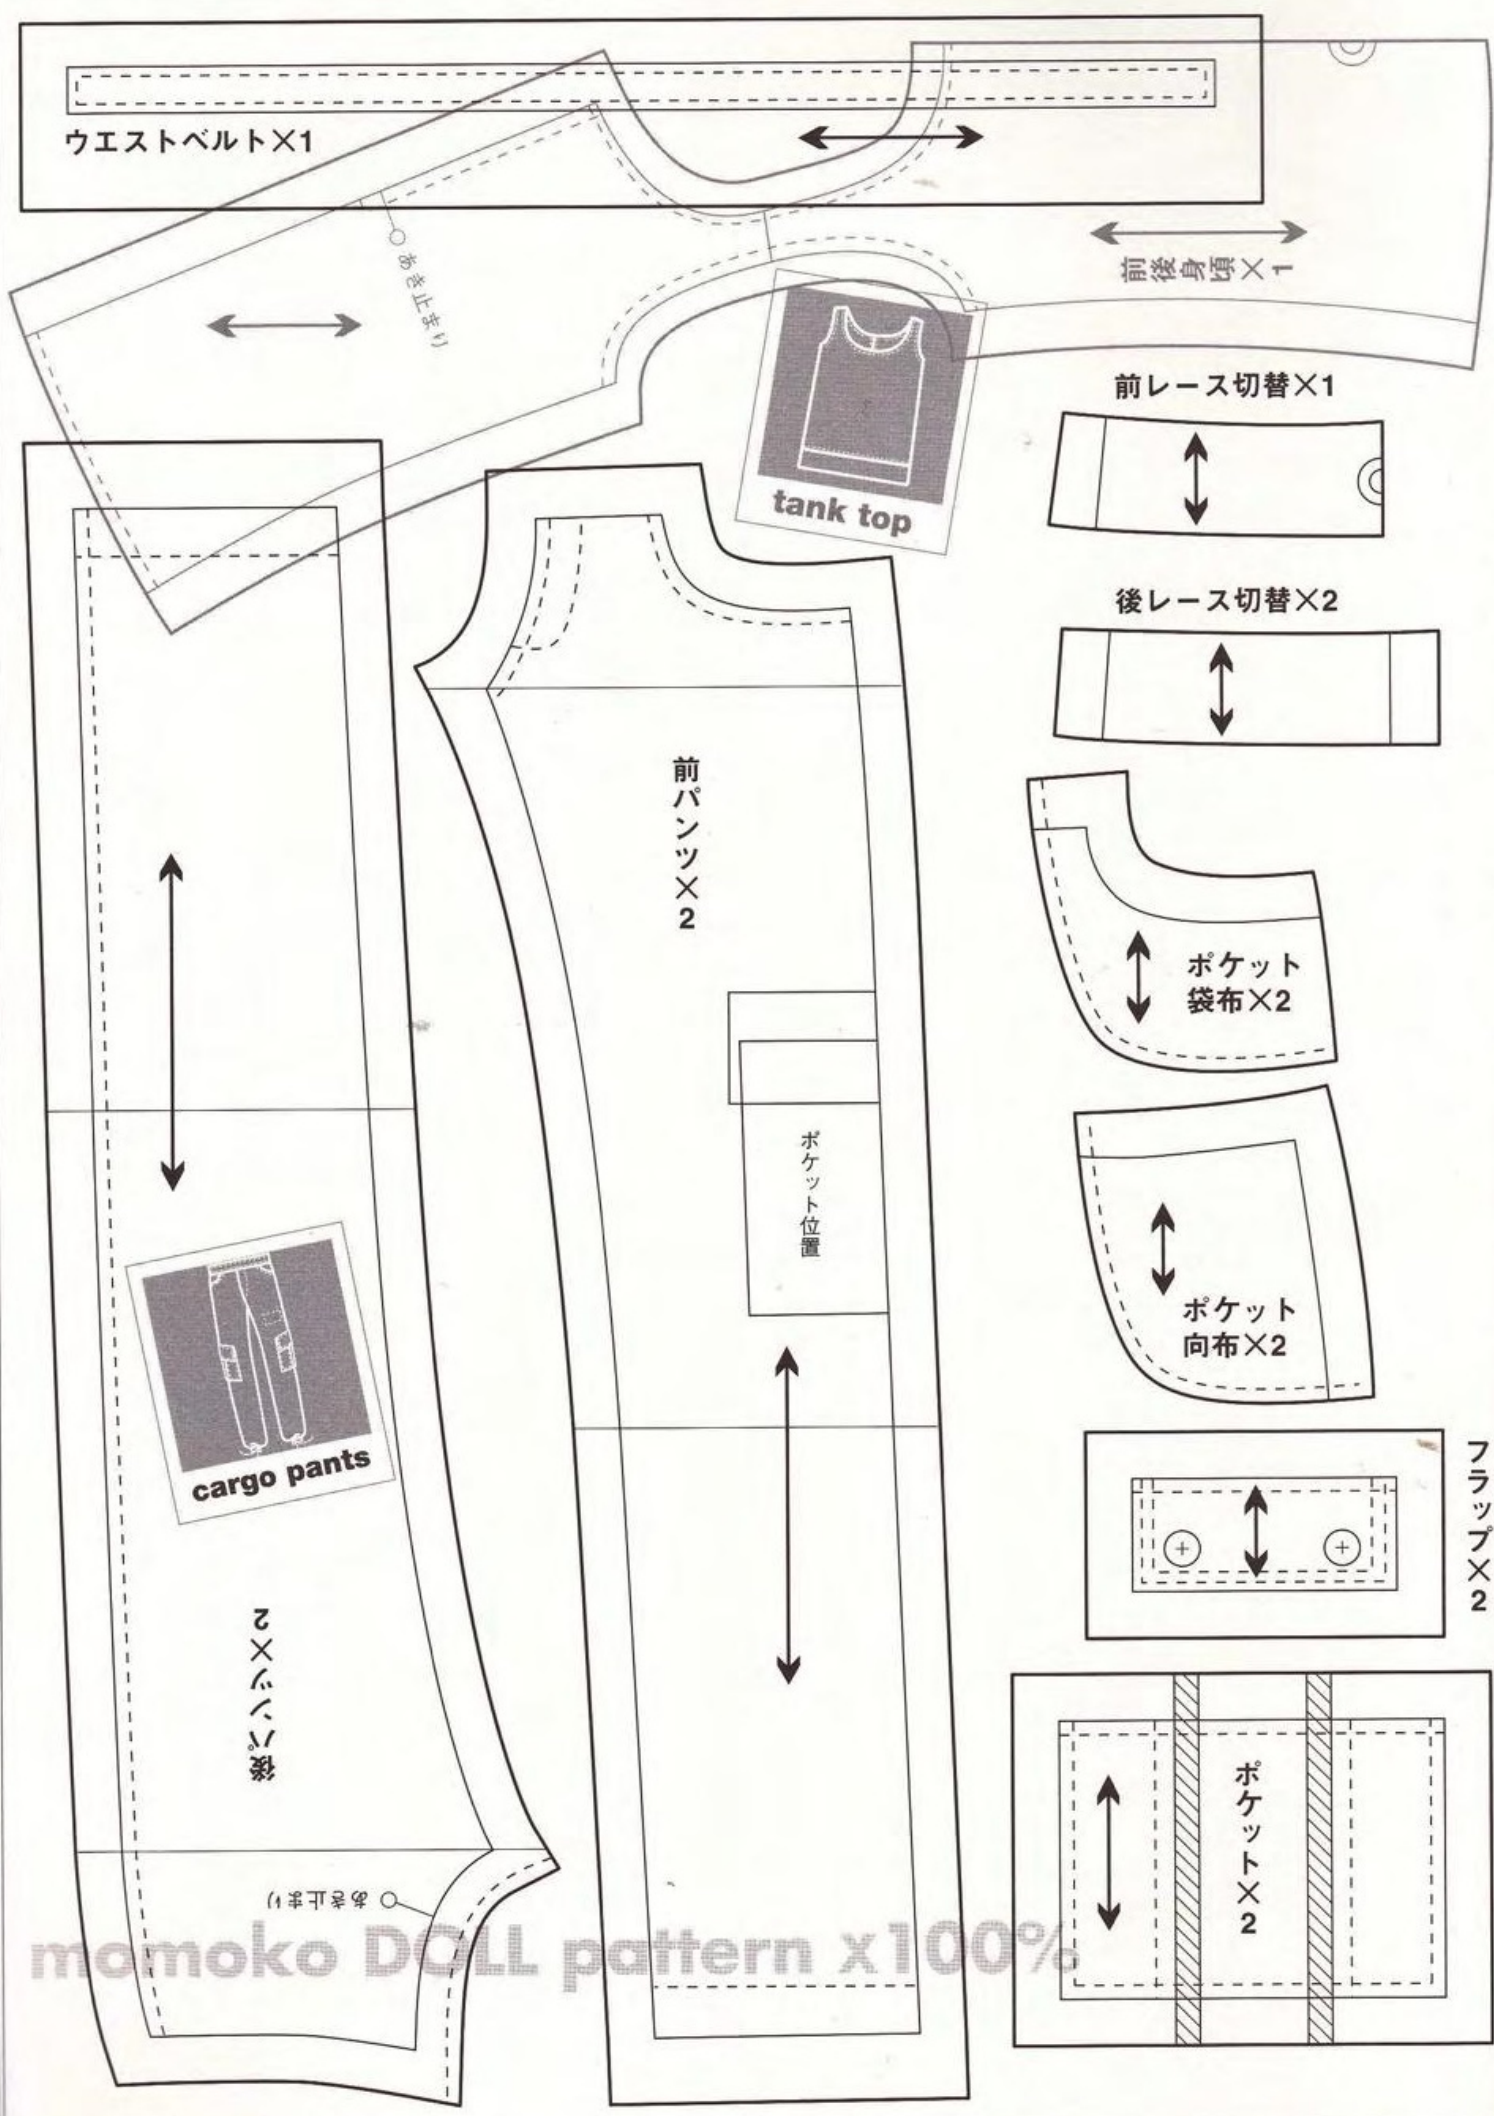 ウエストベルト×1
あき止まり
前後身頃×1
tank top
前レース切替×1
後レース切替×2
前パンツ×2
ポケット
袋布×2
ポケット位置
ポケット
向布×2
cargo pants
フラップ×2
後パンツ×2
ポケット×2
あき止まり
momoko DOLL pattern x100%